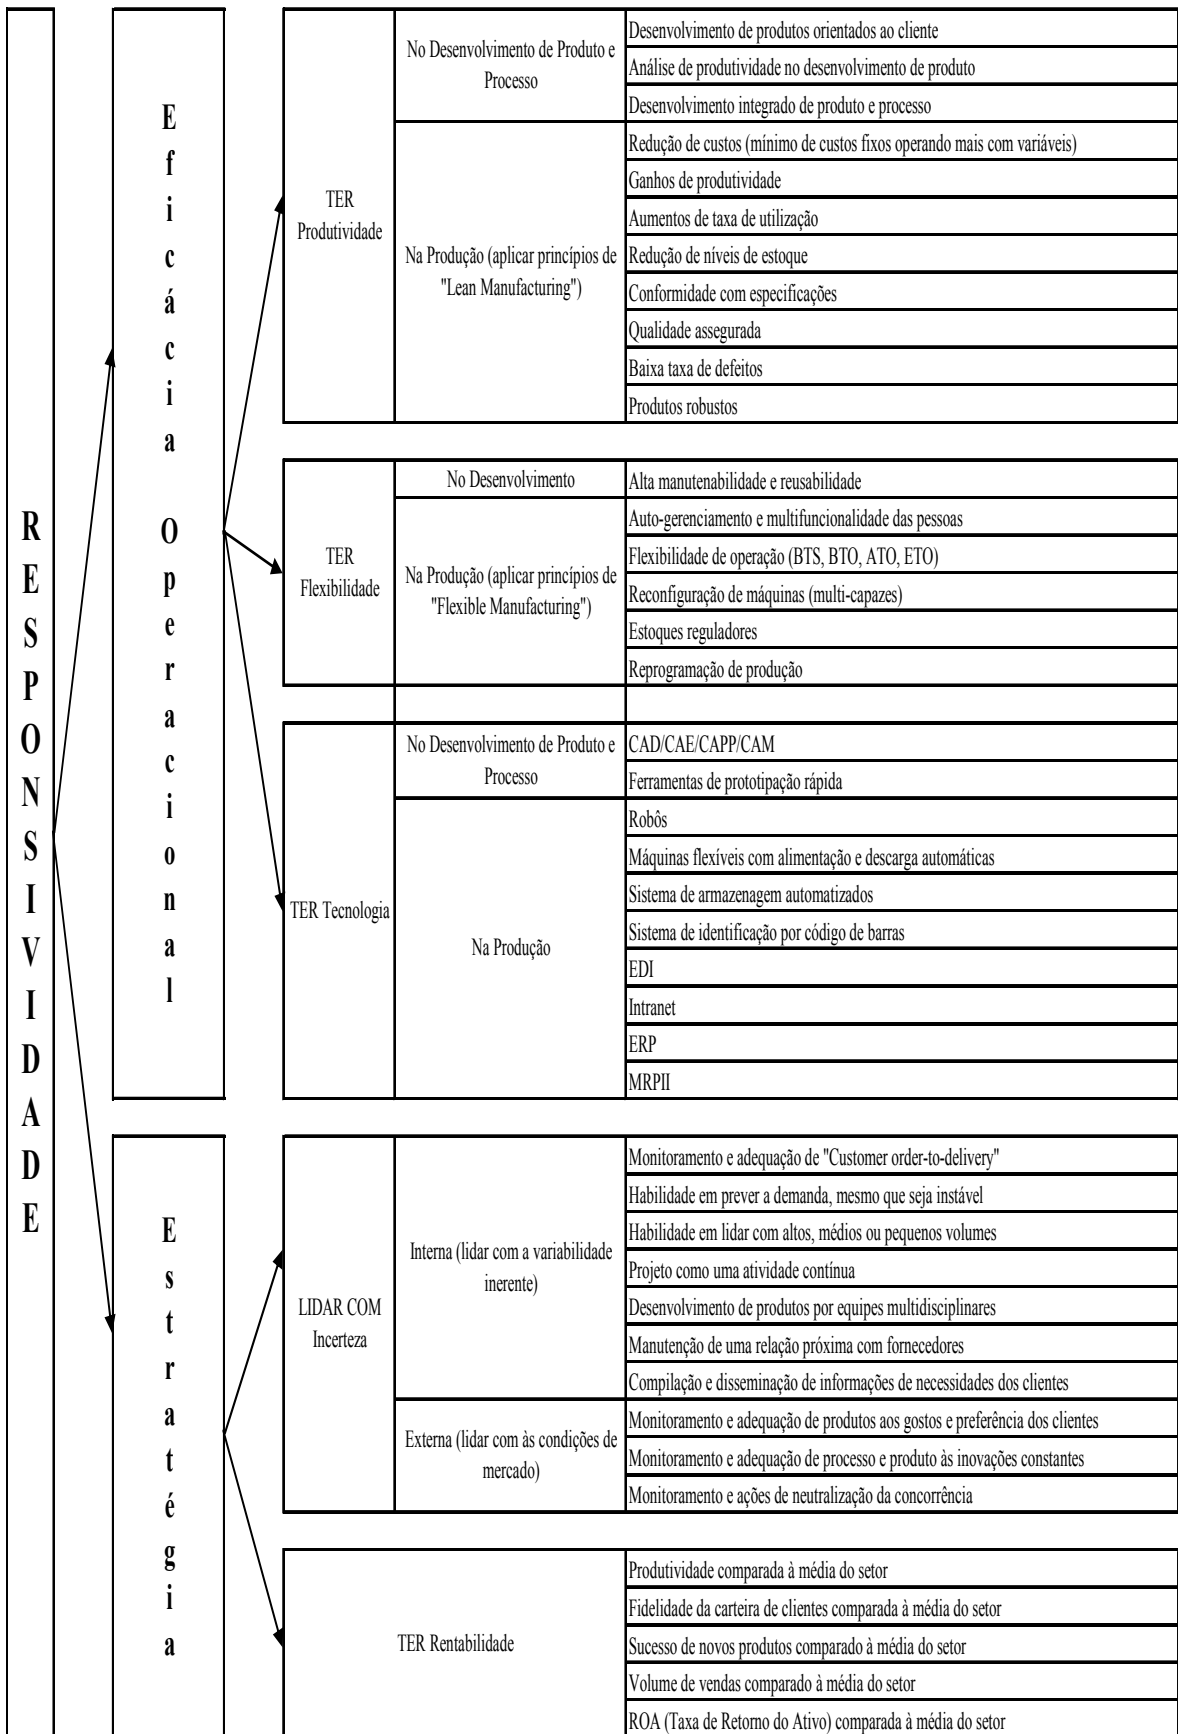 RESPONSIVIDADE
Eficácia Operacional
TER
Produtividade
No Desenvolvimento de Produto e
Processo
Desenvolvimento de produtos orientados ao cliente
Análise de produtividade no desenvolvimento de produto
Desenvolvimento integrado de produto e processo
Na Produção (aplicar princípios de
"Lean Manufacturing")
Redução de custos (mínimo de custos fixos operando mais com variáveis)
Ganhos de produtividade
Aumentos de taxa de utilização
Redução de níveis de estoque
Conformidade com especificações
Qualidade assegurada
Baixa taxa de defeitos
Produtos robustos
TER
Flexibilidade
No Desenvolvimento
Alta manutenabilidade e reusabilidade
Na Produção (aplicar princípios de
"Flexible Manufacturing")
Auto-gerenciamento e multifuncionalidade das pessoas
Flexibilidade de operação (BTS, BTO, ATO, ETO)
Reconfiguração de máquinas (multi-capazes)
Estoques reguladores
Reprogramação de produção
TER Tecnologia
No Desenvolvimento de Produto e
Processo
CAD/CAE/CAPP/CAM
Ferramentas de prototipação rápida
Na Produção
Robôs
Máquinas flexíveis com alimentação e descarga automáticas
Sistema de armazenagem automatizados
Sistema de identificação por código de barras
EDI
Intranet
ERP
MRPII
Estratégia
LIDAR COM
Incerteza
Interna (lidar com a variabilidade
inerente)
Monitoramento e adequação de "Customer order-to-delivery"
Habilidade em prever a demanda, mesmo que seja instável
Habilidade em lidar com altos, médios ou pequenos volumes
Projeto como uma atividade contínua
Desenvolvimento de produtos por equipes multidisciplinares
Manutenção de uma relação próxima com fornecedores
Compilação e disseminação de informações de necessidades dos clientes
Externa (lidar com às condições de
mercado)
Monitoramento e adequação de produtos aos gostos e preferência dos clientes
Monitoramento e adequação de processo e produto às inovações constantes
Monitoramento e ações de neutralização da concorrência
TER Rentabilidade
Produtividade comparada à média do setor
Fidelidade da carteira de clientes comparada à média do setor
Sucesso de novos produtos comparado à média do setor
Volume de vendas comparado à média do setor
ROA (Taxa de Retorno do Ativo) comparada à média do setor